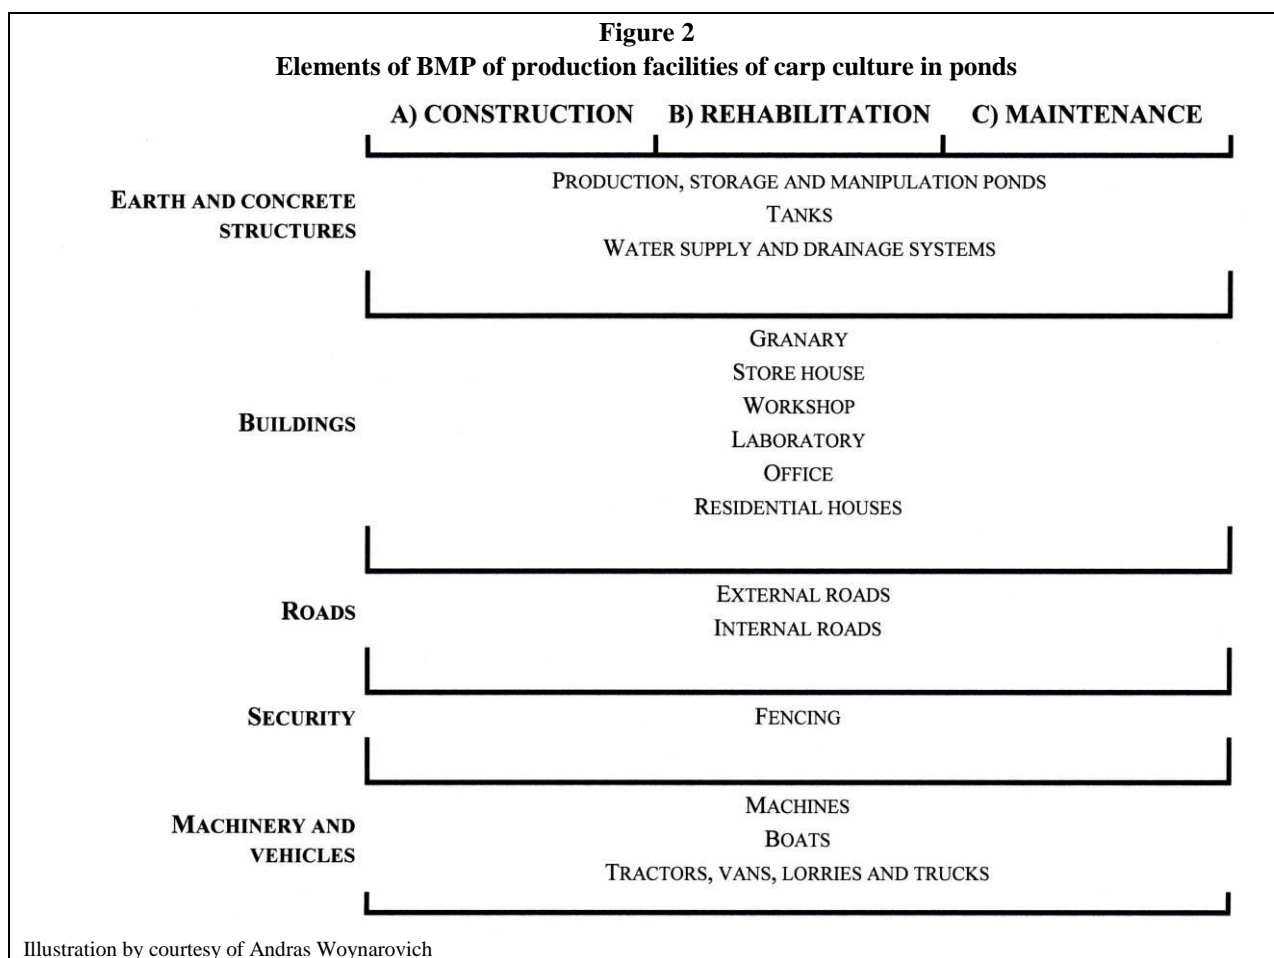 Figure 2
Elements of BMP of production facilities of carp culture in ponds
A) CONSTRUCTION B) REHABILITATION C) MAINTENANCE
EARTH AND CONCRETE
STRUCTURES
PRODUCTION, STORAGE AND MANIPULATION PONDS
TANKS
WATER SUPPLY AND DRAINAGE SYSTEMS
BUILDINGS
GRANARY
STORE HOUSE
WORKSHOP
LABORATORY
OFFICE
RESIDENTIAL HOUSES
ROADS
EXTERNAL ROADS
INTERNAL ROADS
SECURITY
FENCING
MACHINERY AND
VEHICLES
MACHINES
BOATS
TRACTORS, VANS, LORRIES AND TRUCKS
Illustration by courtesy of Andras Woynarovich